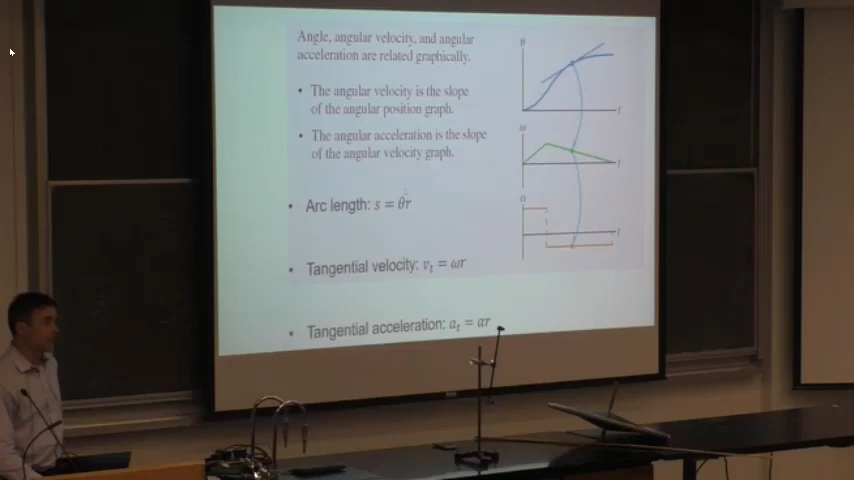 Angle, angular velocity, and angular
acceleration are related graphically.
• The angular velocity is the slope
of the angular position graph.
• The angular acceleration is the slope
of the angular velocity graph.
• Arc length: s = θr
• Tangential velocity: vₜ = ωr
• Tangential acceleration: aₜ = αr
θ
t
ω
t
α
t